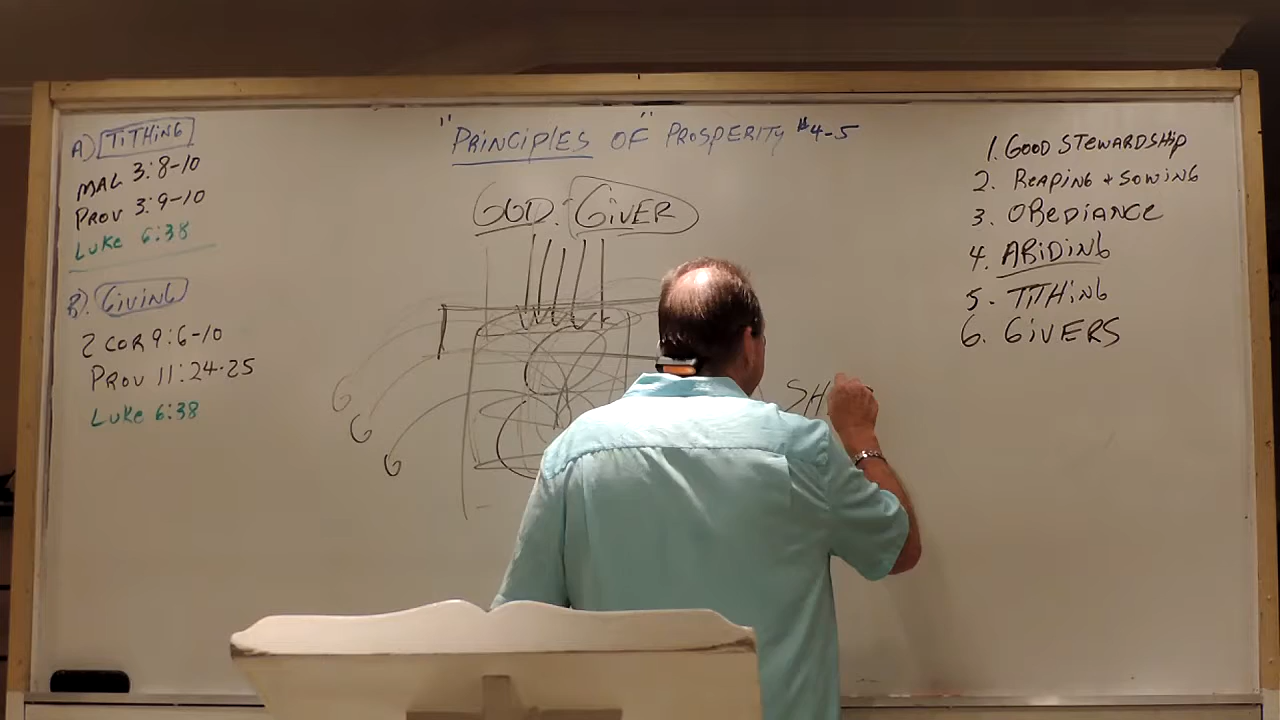 "PRINCIPLES OF" PROSPERITY #4-5
A) TITHING
MAL 3:8-10
PROV 3:9-10
LUKE 6:38
B). GIVING
2 COR 9:6-10
PROV 11:24-25
LUKE 6:38
GOD: GIVER
SH
1. GOOD STEWARDSHIP
2. REAPING + SOWING
3. OBEDIANCE
4. ABIDING
5. TITHING
6. GIVERS